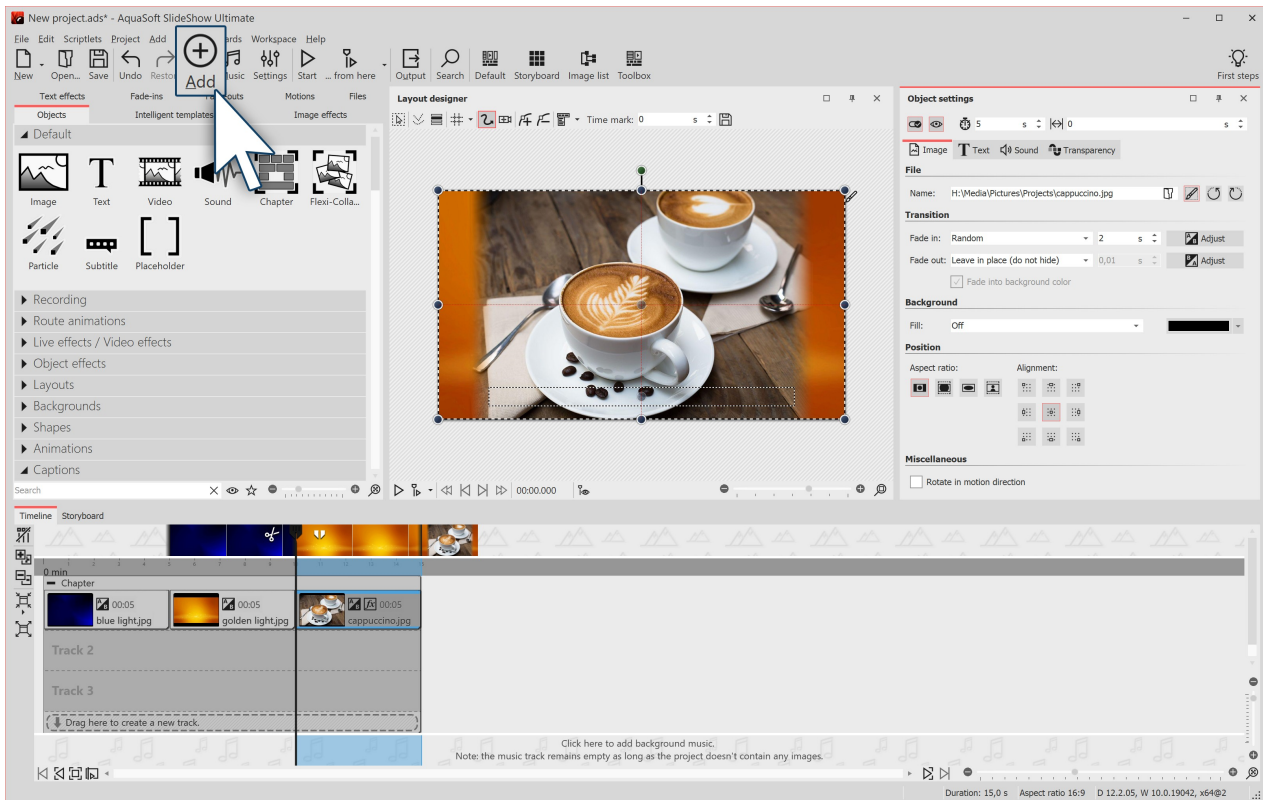 New project.ads* - AquaSoft SlideShow Ultimate
File Edit Scriptlets Project Add Workspace Help
New Open... Save Undo Add Settings Start ... from here Output Search Default Storyboard Image list Toolbox First steps
Text effects Fade-ins Motions Files
Objects Intelligent templates Image effects
Default
Image Text Video Sound Chapter Flexi-Colla...
Particle Subtitle Placeholder
Recording
Route animations
Live effects / Video effects
Object effects
Layouts
Backgrounds
Shapes
Animations
Captions
Search
Layout designer
Time mark: 0 s
00:00.000
Object settings
5 s 0 s
Image Text Sound Transparency
File
Name: H:\Media\Pictures\Projects\cappuccino.jpg
Transition
Fade in: Random 2 s Adjust
Fade out: Leave in place (do not hide) 0,01 s Adjust
Fade into background color
Background
Fill: Off
Position
Aspect ratio: Alignment:
Miscellaneous
Rotate in motion direction
Timeline Storyboard
0 min
Chapter
00:05 00:05 fx 00:05
blue light.jpg golden light.jpg cappuccino.jpg
Track 2
Track 3
Drag here to create a new track.
Click here to add background music.
Note: the music track remains empty as long as the project doesn't contain any images.
Duration: 15,0 s Aspect ratio 16:9 D 12.2.05, W 10.0.19042, x64@2